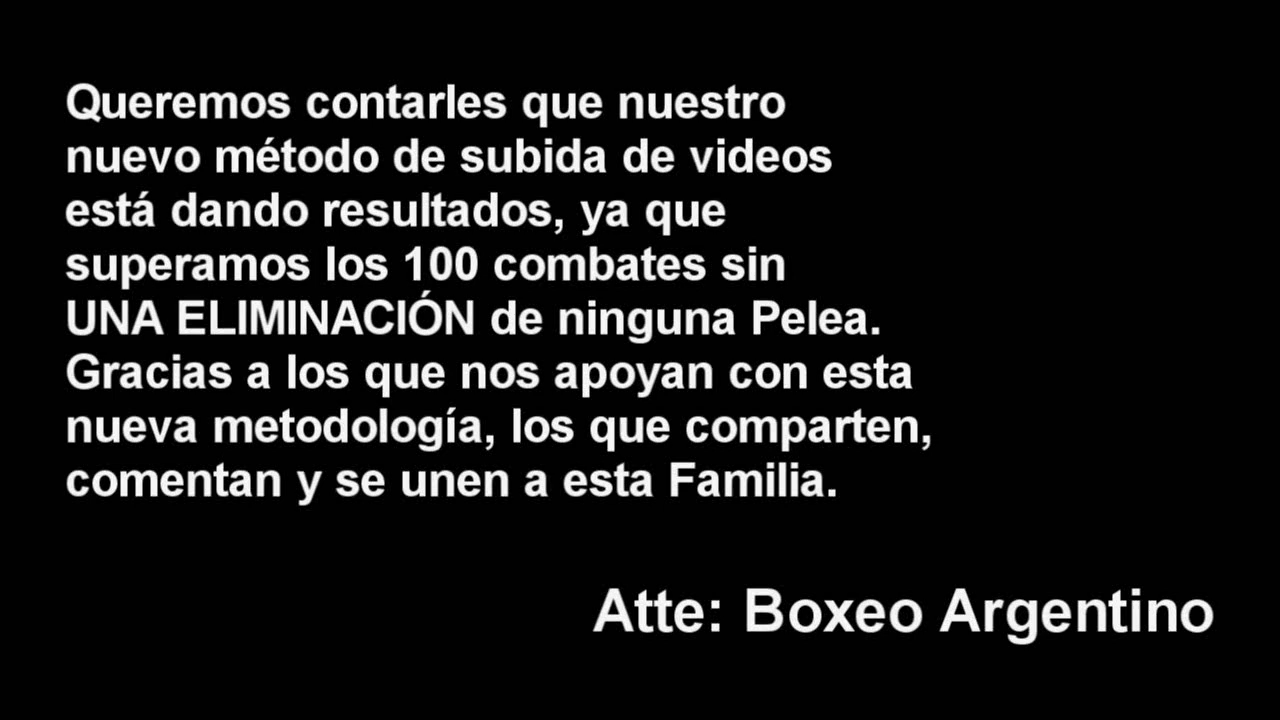 Queremos contarles que nuestro
nuevo método de subida de videos
está dando resultados, ya que
superamos los 100 combates sin
UNA ELIMINACIÓN de ninguna Pelea.
Gracias a los que nos apoyan con esta
nueva metodología, los que comparten,
comentan y se unen a esta Familia.
Atte: Boxeo Argentino